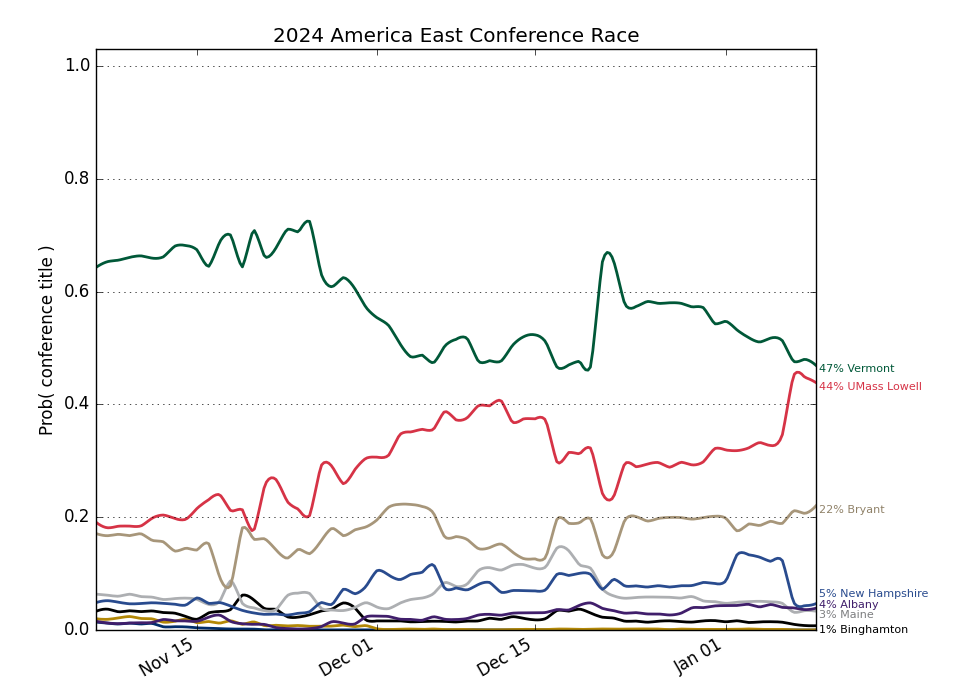 2024 America East Conference Race
Prob( conference title )
1.0
0.8
0.6
0.4
0.2
0.0
47% Vermont
44% UMass Lowell
22% Bryant
5% New Hampshire
4% Albany
3% Maine
1% Binghamton
Nov 15
Dec 01
Dec 15
Jan 01